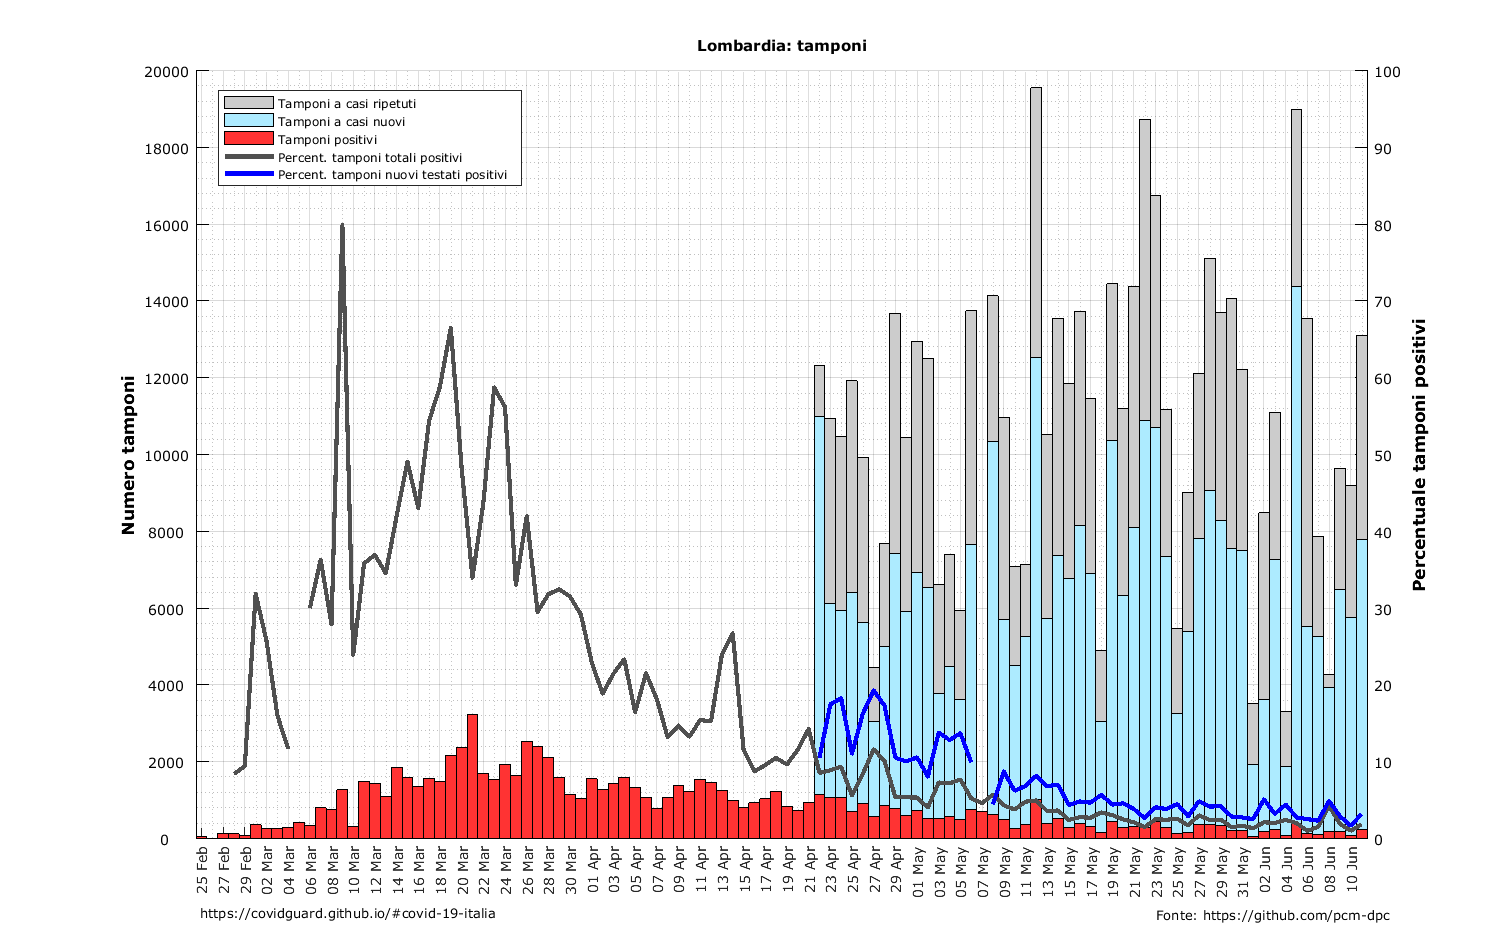 Lombardia: tamponi
20000
18000
16000
14000
12000
10000
8000
6000
4000
2000
0
Numero tamponi
Tamponi a casi ripetuti
Tamponi a casi nuovi
Tamponi positivi
Percent. tamponi totali positivi
Percent. tamponi nuovi testati positivi
100
90
80
70
60
50
40
30
20
10
0
Percentuale tamponi positivi
25 Feb
27 Feb
29 Feb
02 Mar
04 Mar
06 Mar
08 Mar
10 Mar
12 Mar
14 Mar
16 Mar
18 Mar
20 Mar
22 Mar
24 Mar
26 Mar
28 Mar
30 Mar
01 Apr
03 Apr
05 Apr
07 Apr
09 Apr
11 Apr
13 Apr
15 Apr
17 Apr
19 Apr
21 Apr
23 Apr
25 Apr
27 Apr
29 Apr
01 May
03 May
05 May
07 May
09 May
11 May
13 May
15 May
17 May
19 May
21 May
23 May
25 May
27 May
29 May
31 May
02 Jun
04 Jun
06 Jun
08 Jun
10 Jun
https://covidguard.github.io/#covid-19-italia
Fonte: https://github.com/pcm-dpc